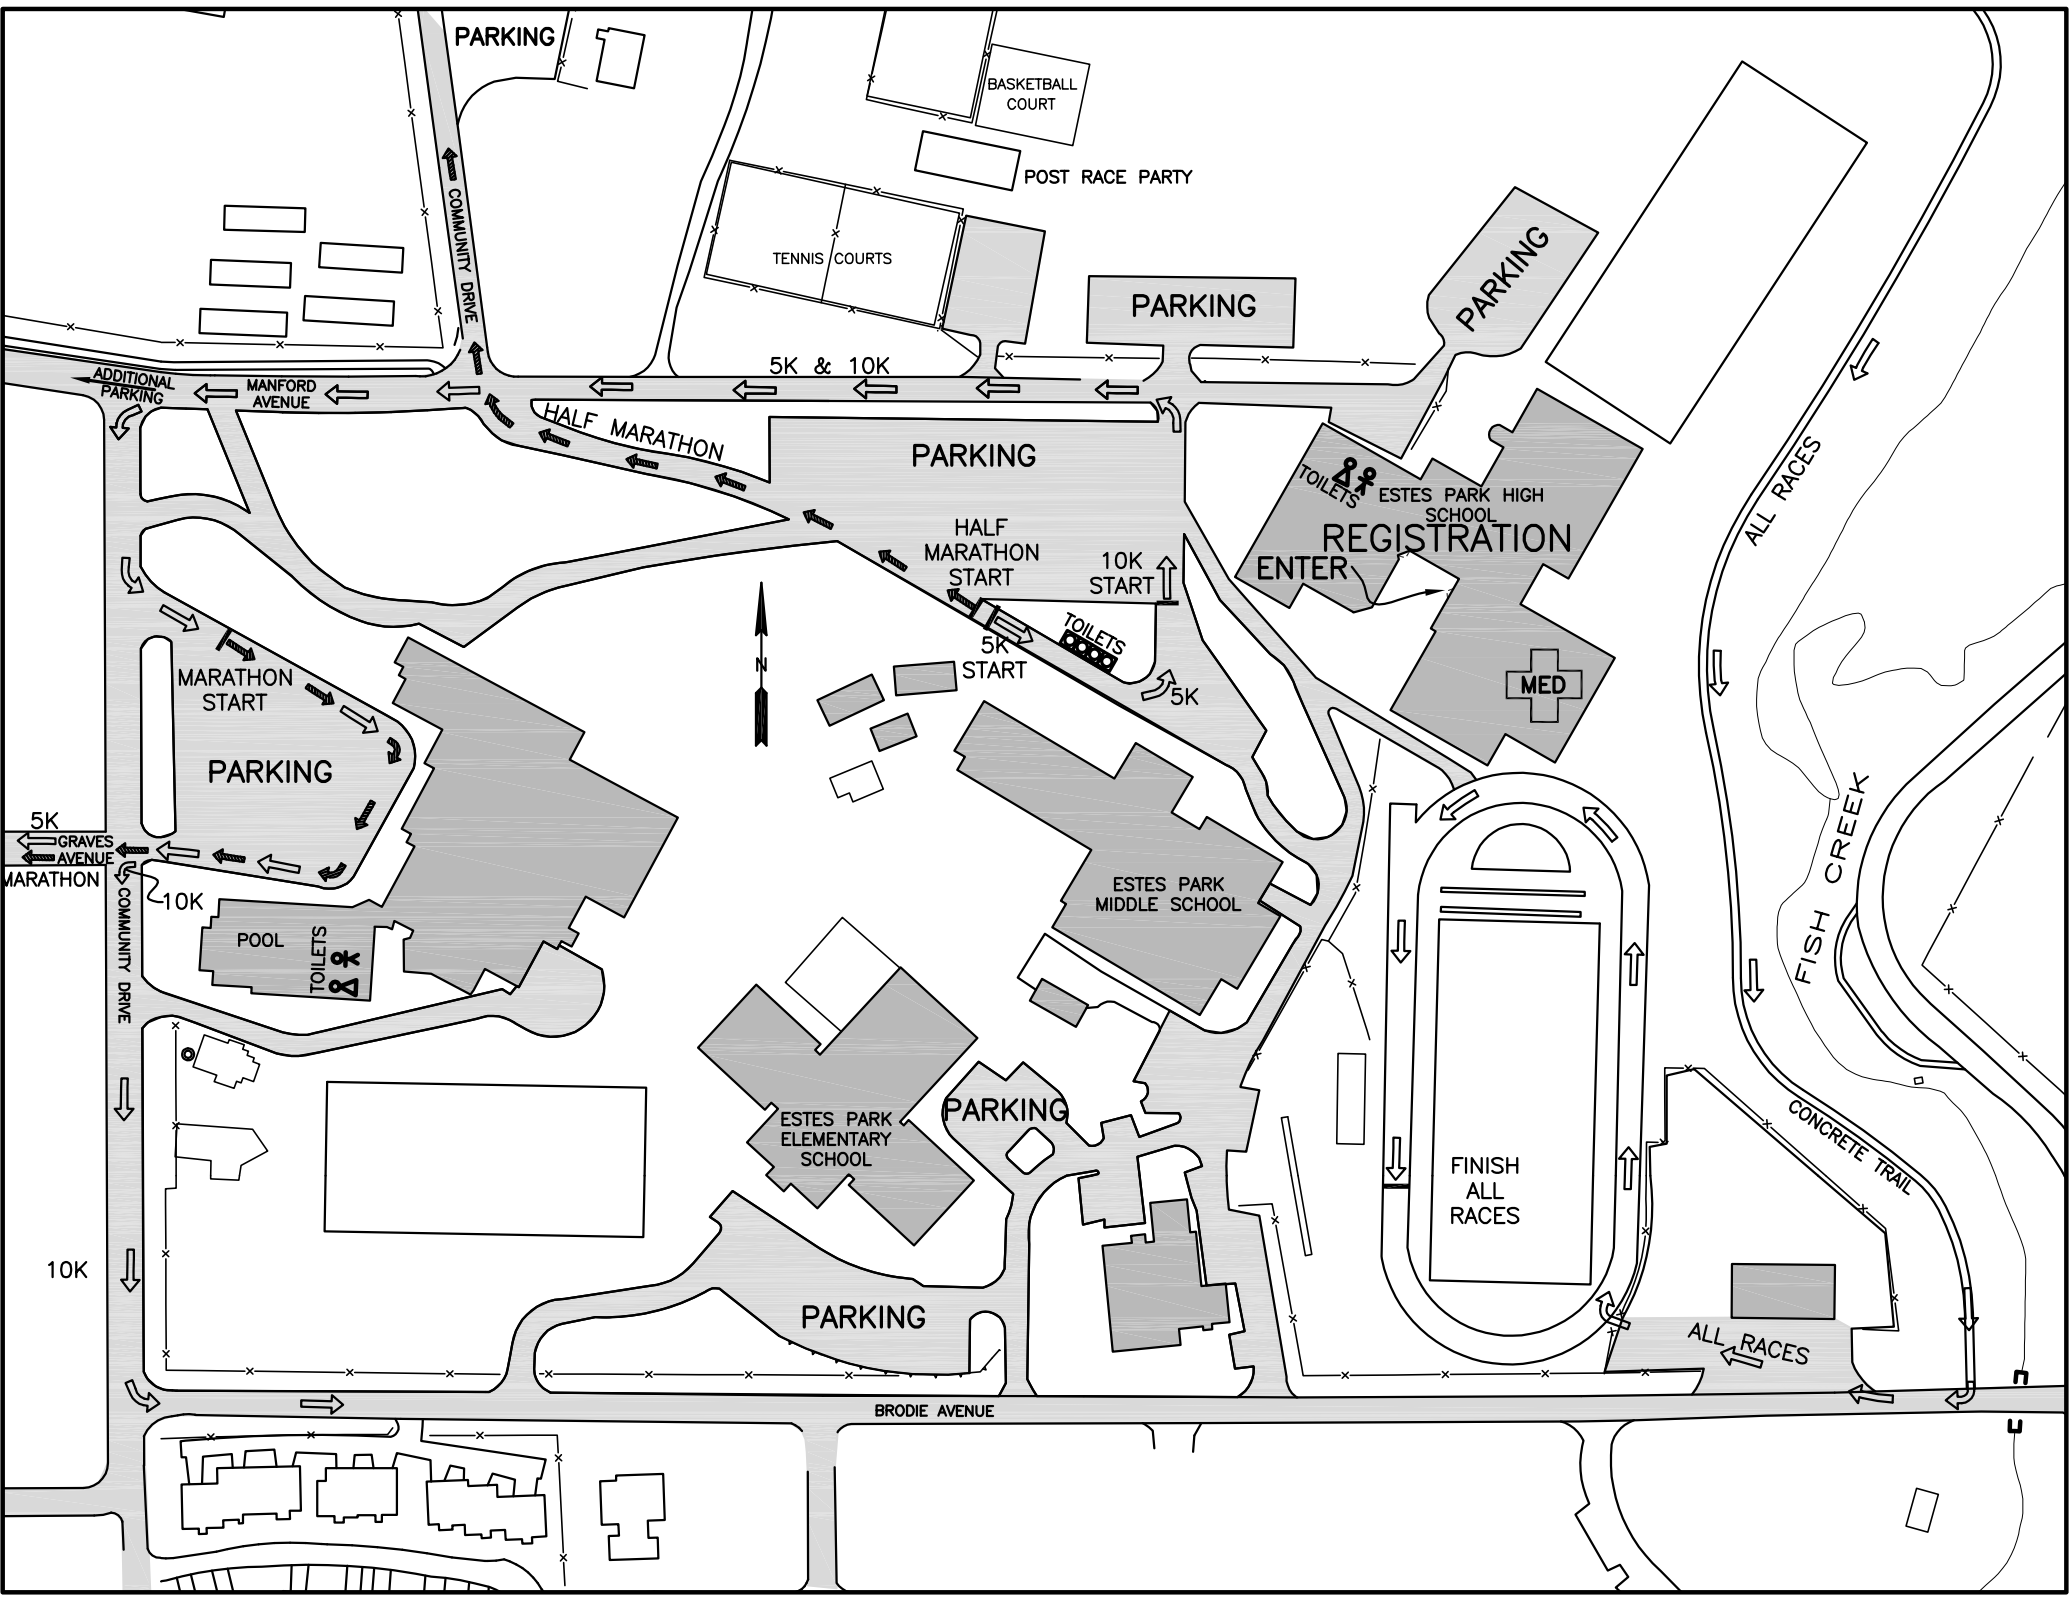 PARKING
BASKETBALL
COURT
POST RACE PARTY
COMMUNITY DRIVE
TENNIS COURTS
PARKING
PARKING
ADDITIONAL
PARKING
MANFORD
AVENUE
5K & 10K
HALF MARATHON
PARKING
ALL RACES
TOILETS
ESTES PARK HIGH
SCHOOL
REGISTRATION
ENTER
HALF
MARATHON
START
10K
START
TOILETS
5K
START
5K
N
MED
MARATHON
START
PARKING
5K
GRAVES
AVENUE
MARATHON
10K
COMMUNITY DRIVE
POOL
TOILETS
ESTES PARK
MIDDLE SCHOOL
FISH CREEK
PARKING
ESTES PARK
ELEMENTARY
SCHOOL
CONCRETE TRAIL
FINISH
ALL
RACES
10K
PARKING
ALL RACES
BRODIE AVENUE